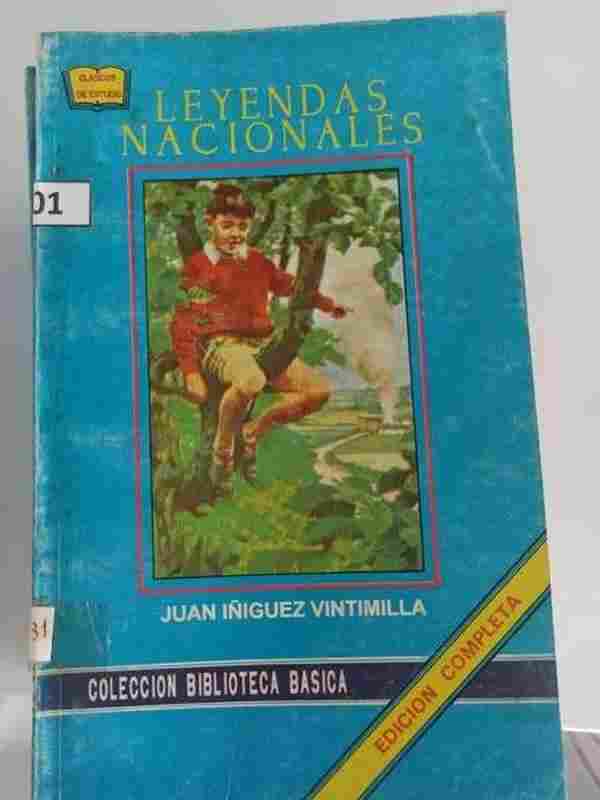 CLASICOS
DE ESTUDIO
LEYENDAS
NACIONALES
01
JUAN IÑIGUEZ VINTIMILLA
31
COLECCION BIBLIOTECA BASICA
EDICION COMPLETA